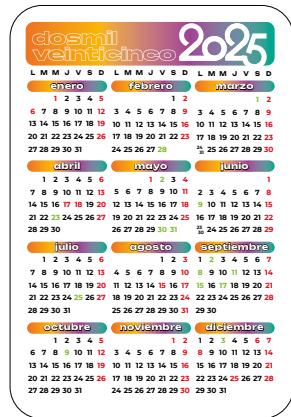 dosmil
veinticinco
2025
L M M J V S D
enero
1 2 3 4 5
6 7 8 9 10 11 12
13 14 15 16 17 18 19
20 21 22 23 24 25 26
27 28 29 30 31
L M M J V S D
febrero
1 2
3 4 5 6 7 8 9
10 11 12 13 14 15 16
17 18 19 20 21 22 23
24 25 26 27 28
L M M J V S D
marzo
1 2
3 4 5 6 7 8 9
10 11 12 13 14 15 16
17 18 19 20 21 22 23
24 31 25 26 27 28 29 30
abril
1 2 3 4 5 6
7 8 9 10 11 12 13
14 15 16 17 18 19 20
21 22 23 24 25 26 27
28 29 30
mayo
1 2 3 4
5 6 7 8 9 10 11
12 13 14 15 16 17 18
19 20 21 22 23 24 25
26 27 28 29 30 31
junio
1
2 3 4 5 6 7 8
9 10 11 12 13 14 15
16 17 18 19 20 21 22
23 30 24 25 26 27 28 29
julio
1 2 3 4 5 6
7 8 9 10 11 12 13
14 15 16 17 18 19 20
21 22 23 24 25 26 27
28 29 30 31
agosto
1 2 3
4 5 6 7 8 9 10
11 12 13 14 15 16 17
18 19 20 21 22 23 24
25 26 27 28 29 30 31
septiembre
1 2 3 4 5 6 7
8 9 10 11 12 13 14
15 16 17 18 19 20 21
22 23 24 25 26 27 28
29 30
octubre
1 2 3 4 5
6 7 8 9 10 11 12
13 14 15 16 17 18 19
20 21 22 23 24 25 26
27 28 29 30 31
noviembre
1 2
3 4 5 6 7 8 9
10 11 12 13 14 15 16
17 18 19 20 21 22 23
24 25 26 27 28 29 30
diciembre
1 2 3 4 5 6 7
8 9 10 11 12 13 14
15 16 17 18 19 20 21
22 23 24 25 26 27 28
29 30 31